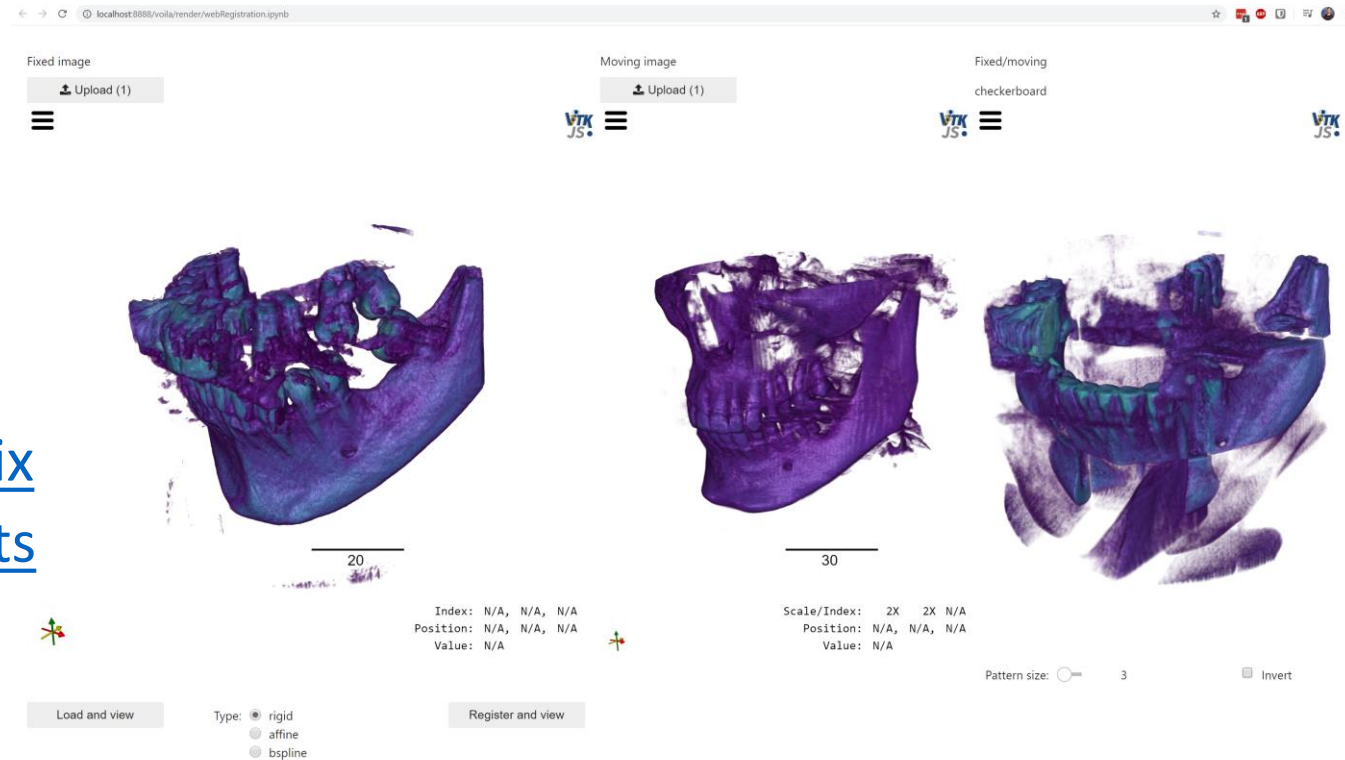 localhost:8888/voila/render/webRegistration.ipynb
Fixed image
Upload (1)
VTK
JS
Moving image
Upload (1)
VTK
JS
Fixed/moving
checkerboard
VTK
JS
ix
ts
20
30
Index: N/A, N/A, N/A
Position: N/A, N/A, N/A
Value: N/A
Scale/Index: 2X 2X N/A
Position: N/A, N/A, N/A
Value: N/A
Pattern size: 3
Invert
Load and view
Type: rigid
affine
bspline
Register and view